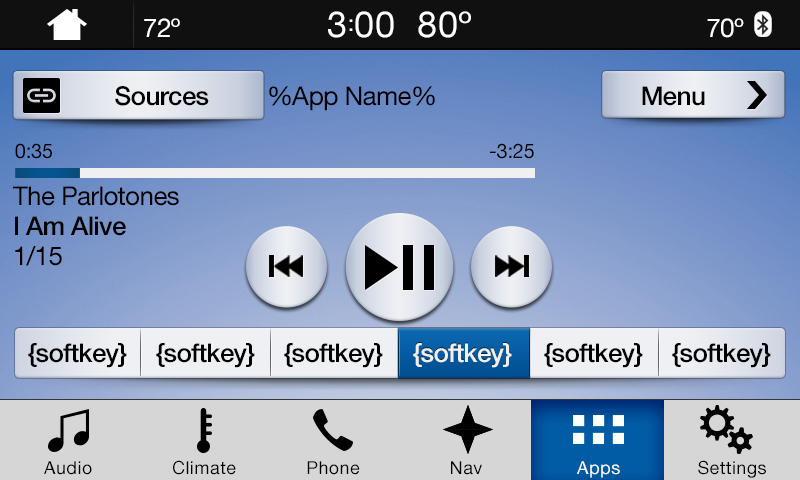 72º
3:00 80º
70º
Sources
%App Name%
Menu
0:35
-3:25
The Parlotones
I Am Alive
1/15
{softkey}
{softkey}
{softkey}
{softkey}
{softkey}
{softkey}
Audio
Climate
Phone
Nav
Apps
Settings